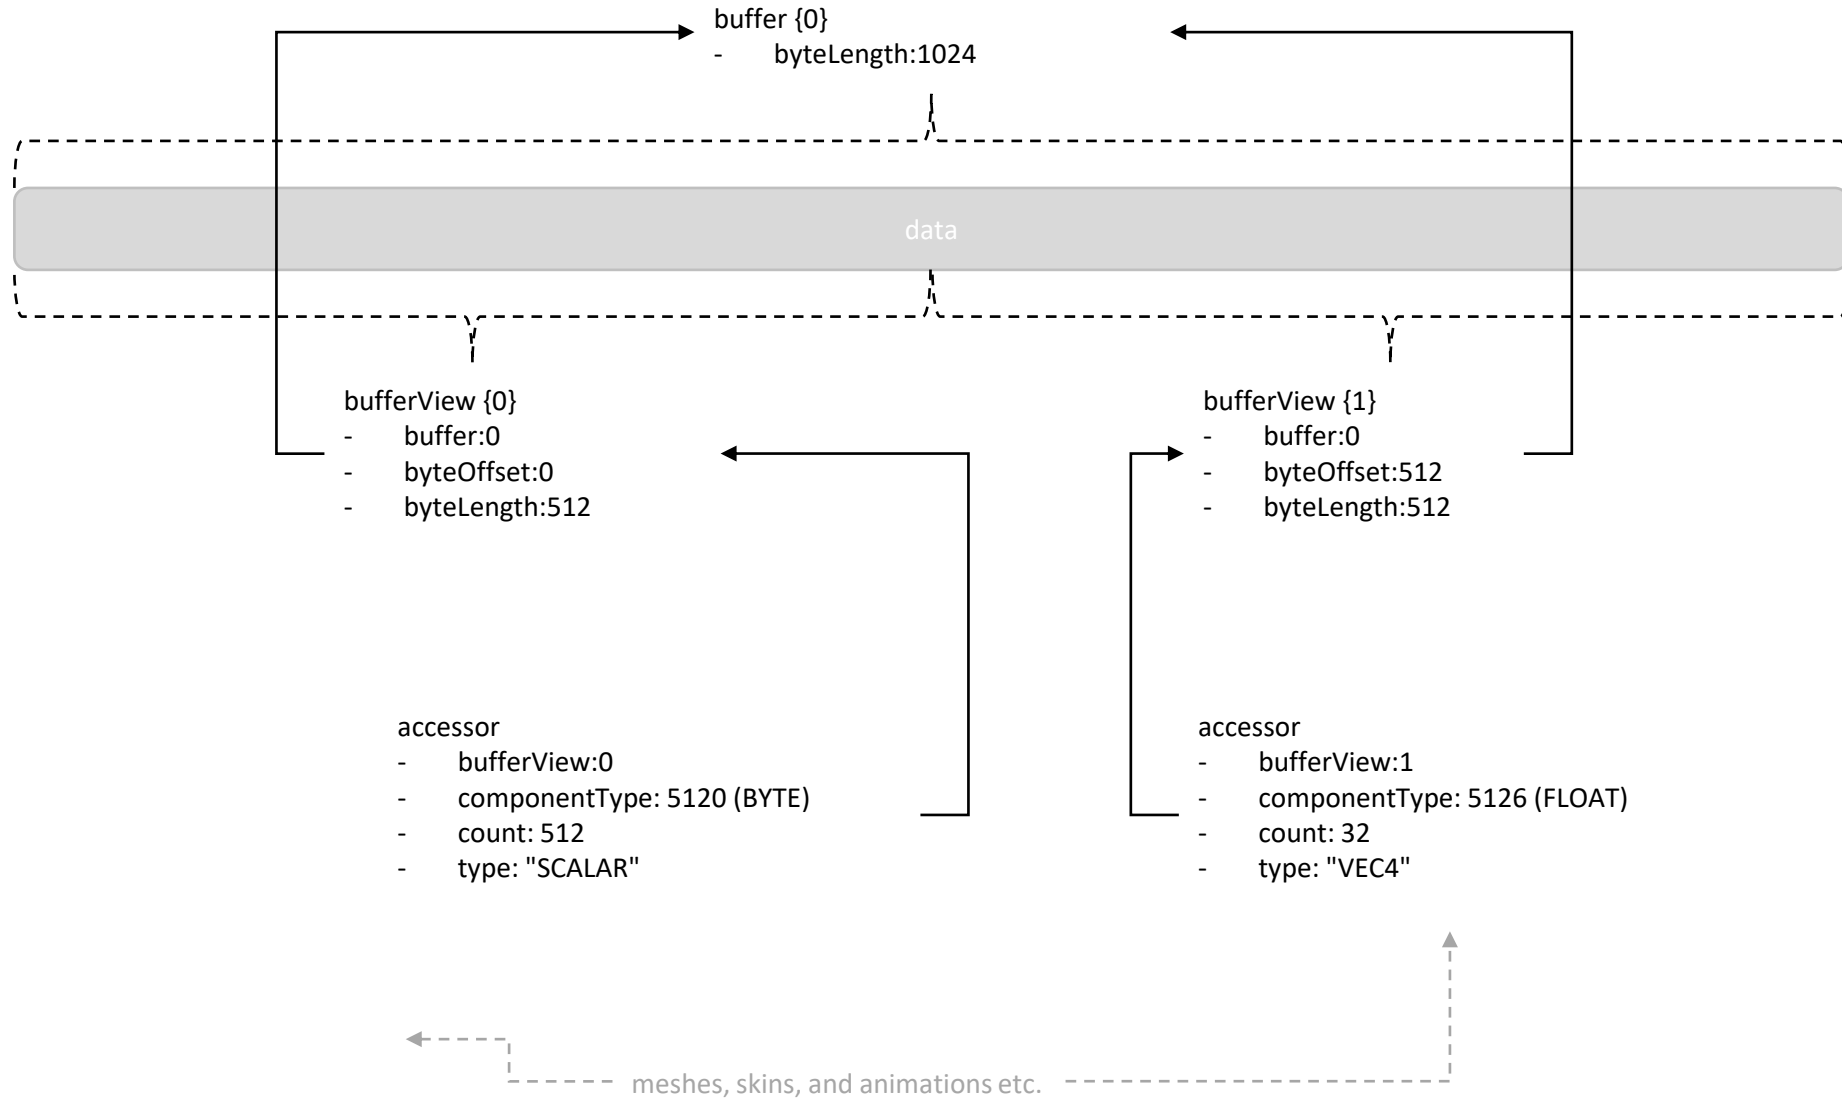 buffer {0}
- byteLength:1024
data
bufferView {0}
- buffer:0
- byteOffset:0
- byteLength:512
bufferView {1}
- buffer:0
- byteOffset:512
- byteLength:512
accessor
- bufferView:0
- componentType: 5120 (BYTE)
- count: 512
- type: "SCALAR"
accessor
- bufferView:1
- componentType: 5126 (FLOAT)
- count: 32
- type: "VEC4"
meshes, skins, and animations etc.